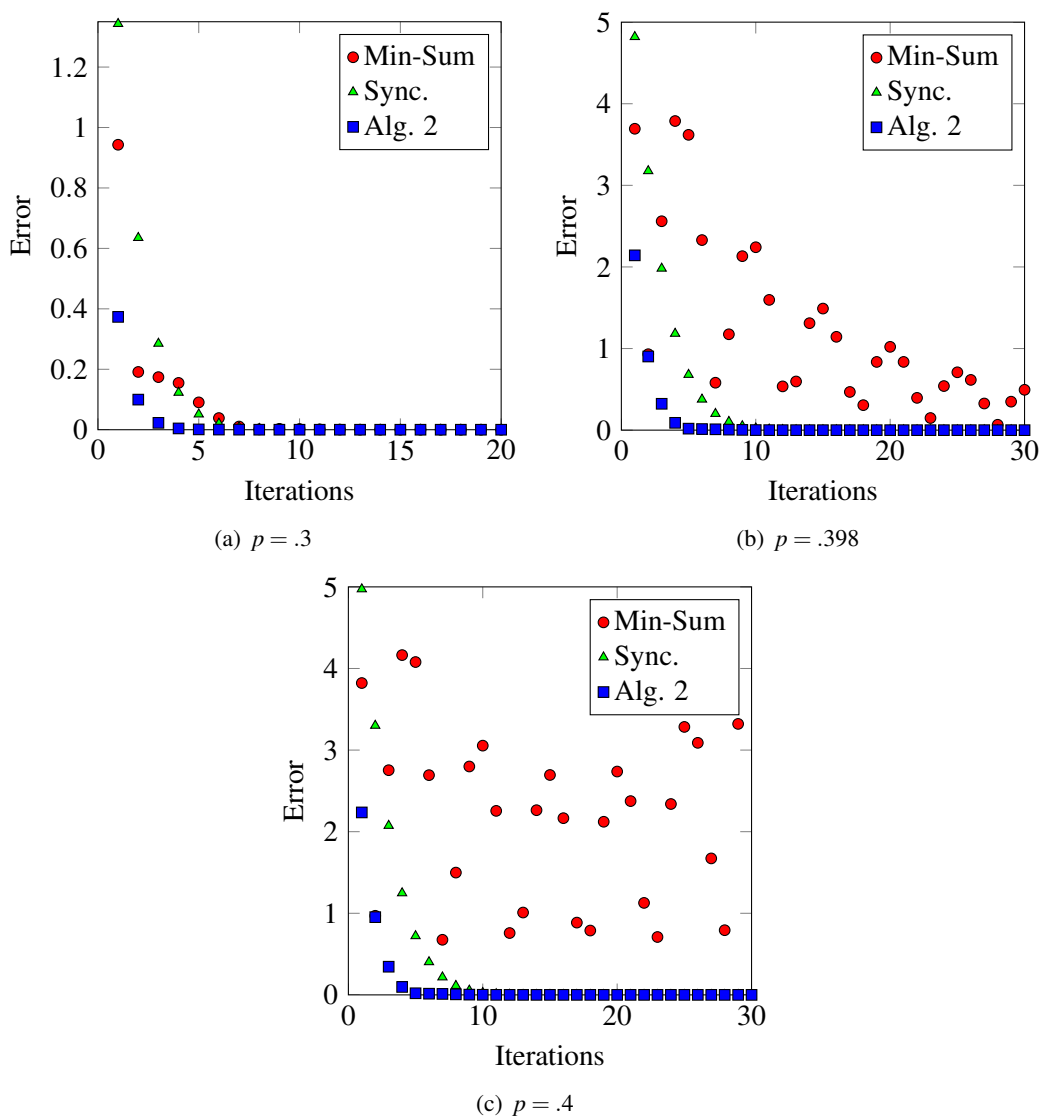 1.2
1
0.8
0.6
0.4
0.2
0
Error
Min-Sum
Sync.
Alg. 2
0 5 10 15 20
Iterations
(a) p = .3
5
4
3
2
1
0
Error
Min-Sum
Sync.
Alg. 2
0 10 20 30
Iterations
(b) p = .398
5
4
3
2
1
0
Error
Min-Sum
Sync.
Alg. 2
0 10 20 30
Iterations
(c) p = .4